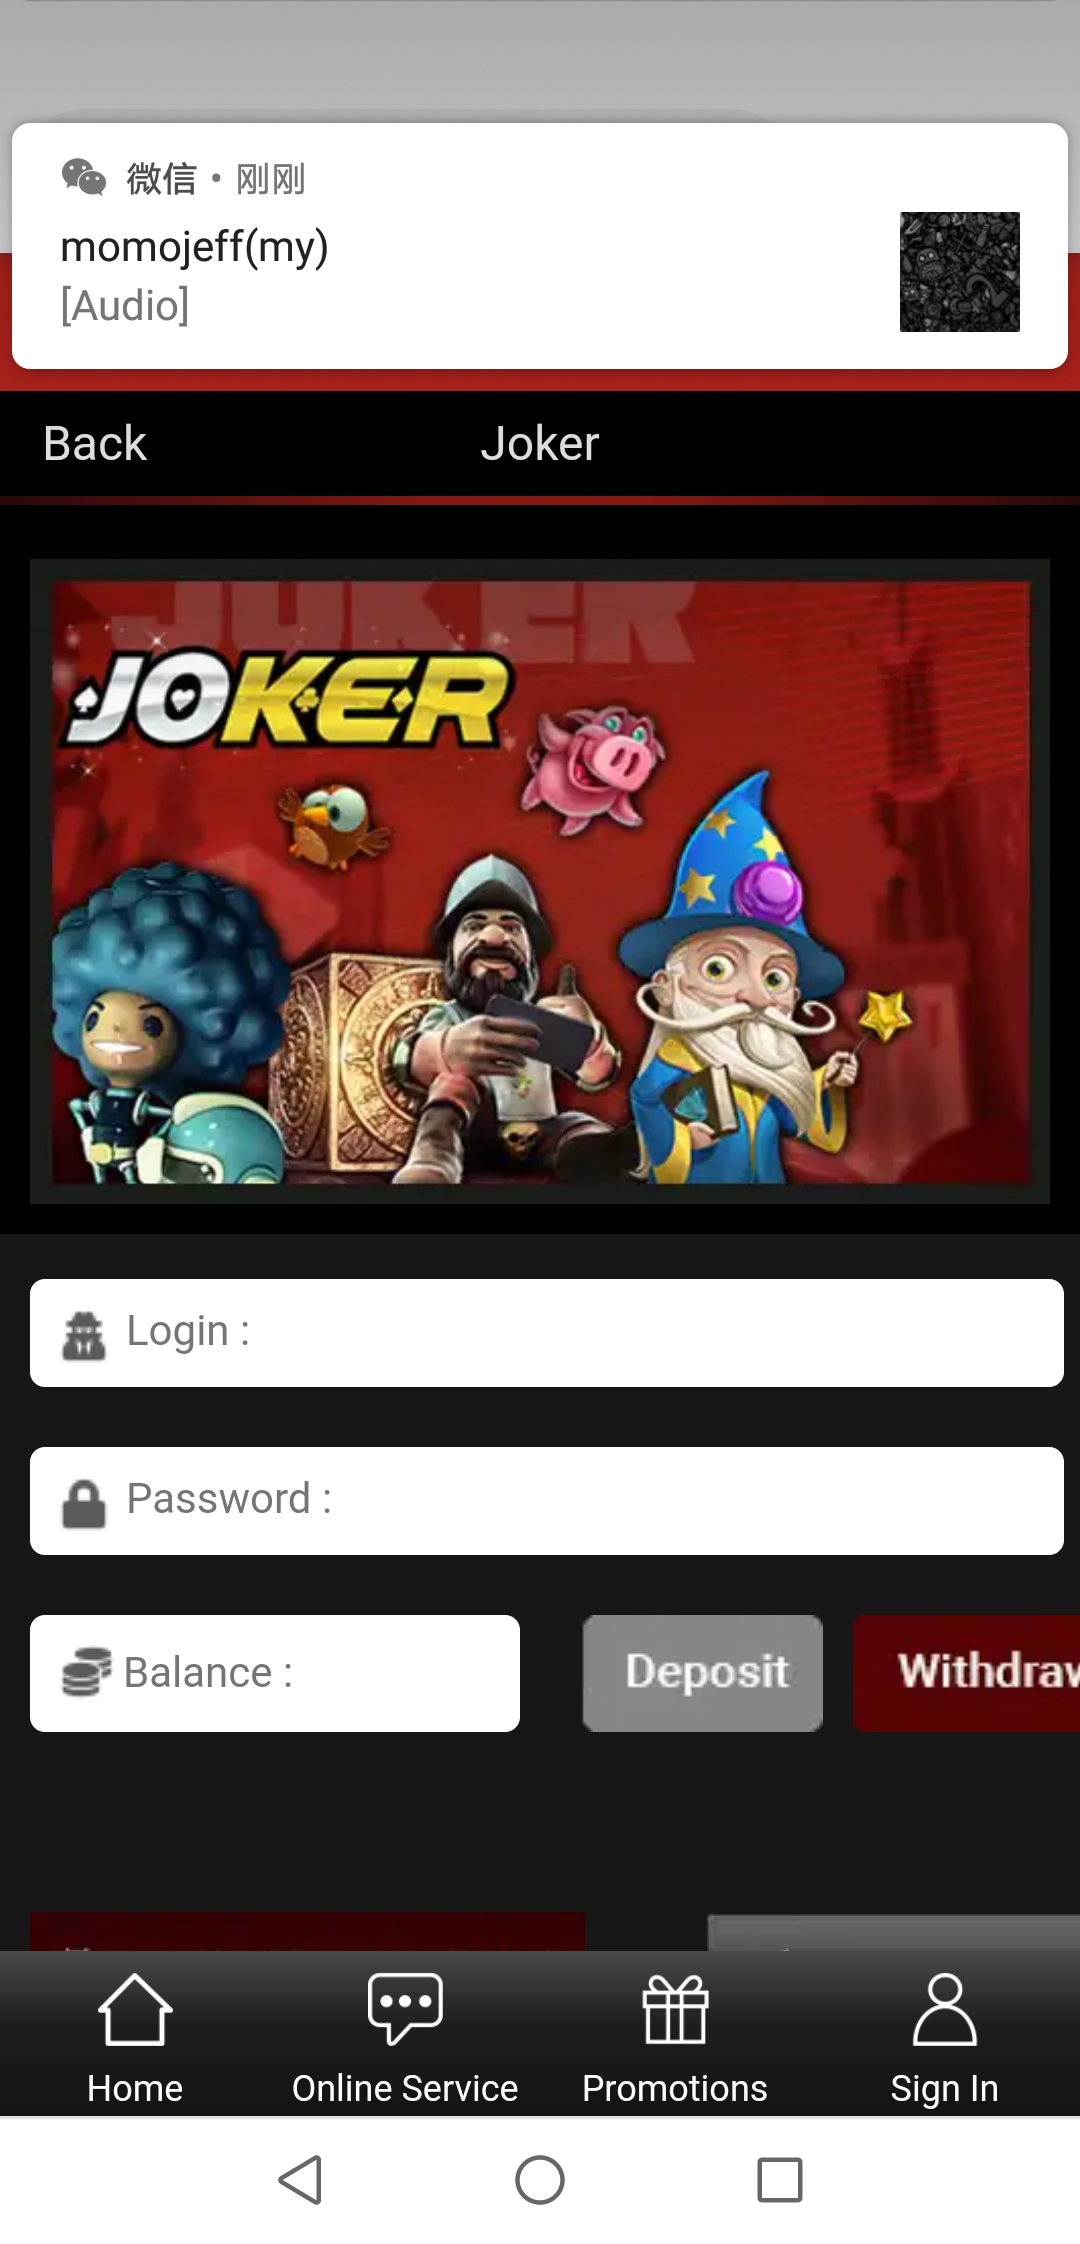 微信 • 刚刚
momojeff(my)
[Audio]
Back
Joker
JOKER
JOKER
Login :
Password :
Balance :
Deposit
Withdraw
Home
Online Service
Promotions
Sign In